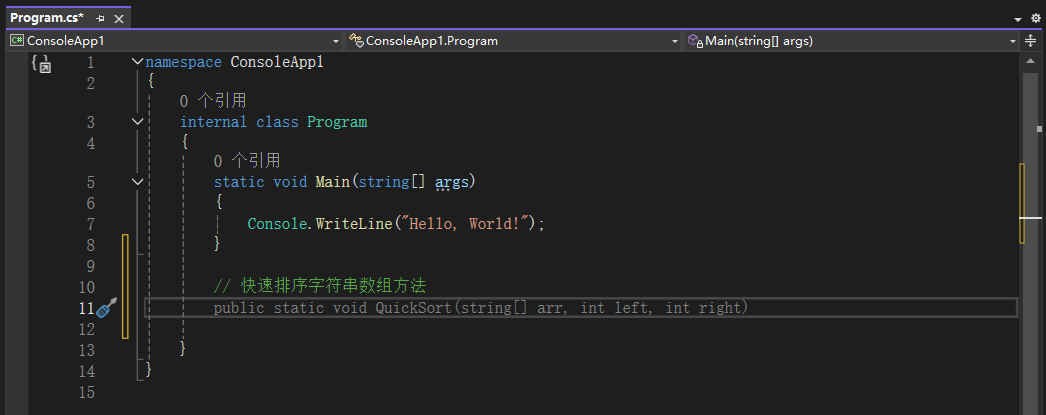 Program.cs*
ConsoleApp1 ConsoleApp1.Program Main(string[] args)
1 namespace ConsoleApp1
2 {
0 个引用
3 internal class Program
4 {
0 个引用
5 static void Main(string[] args)
6 {
7 Console.WriteLine("Hello, World!");
8 }
9
10 // 快速排序字符串数组方法
11 public static void QuickSort(string[] arr, int left, int right)
12
13 }
14 }
15